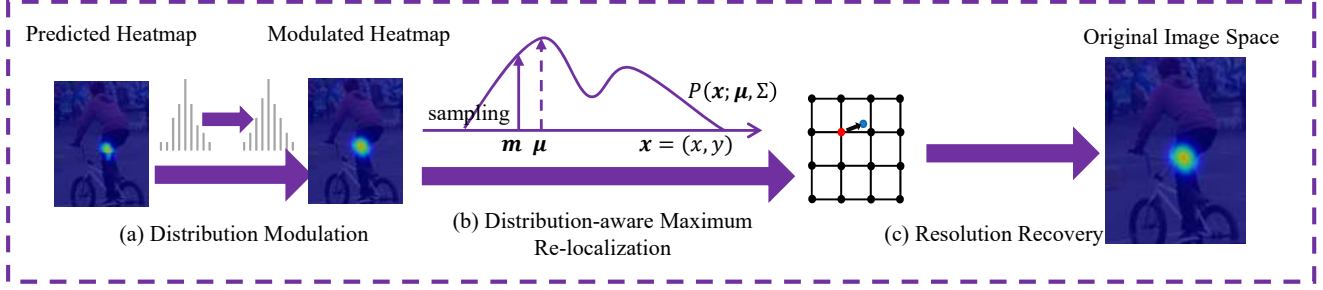 Predicted Heatmap
Modulated Heatmap
Original Image Space
sampling
P(x; μ, Σ)
m μ
x = (x, y)
(a) Distribution Modulation
(b) Distribution-aware Maximum
Re-localization
(c) Resolution Recovery